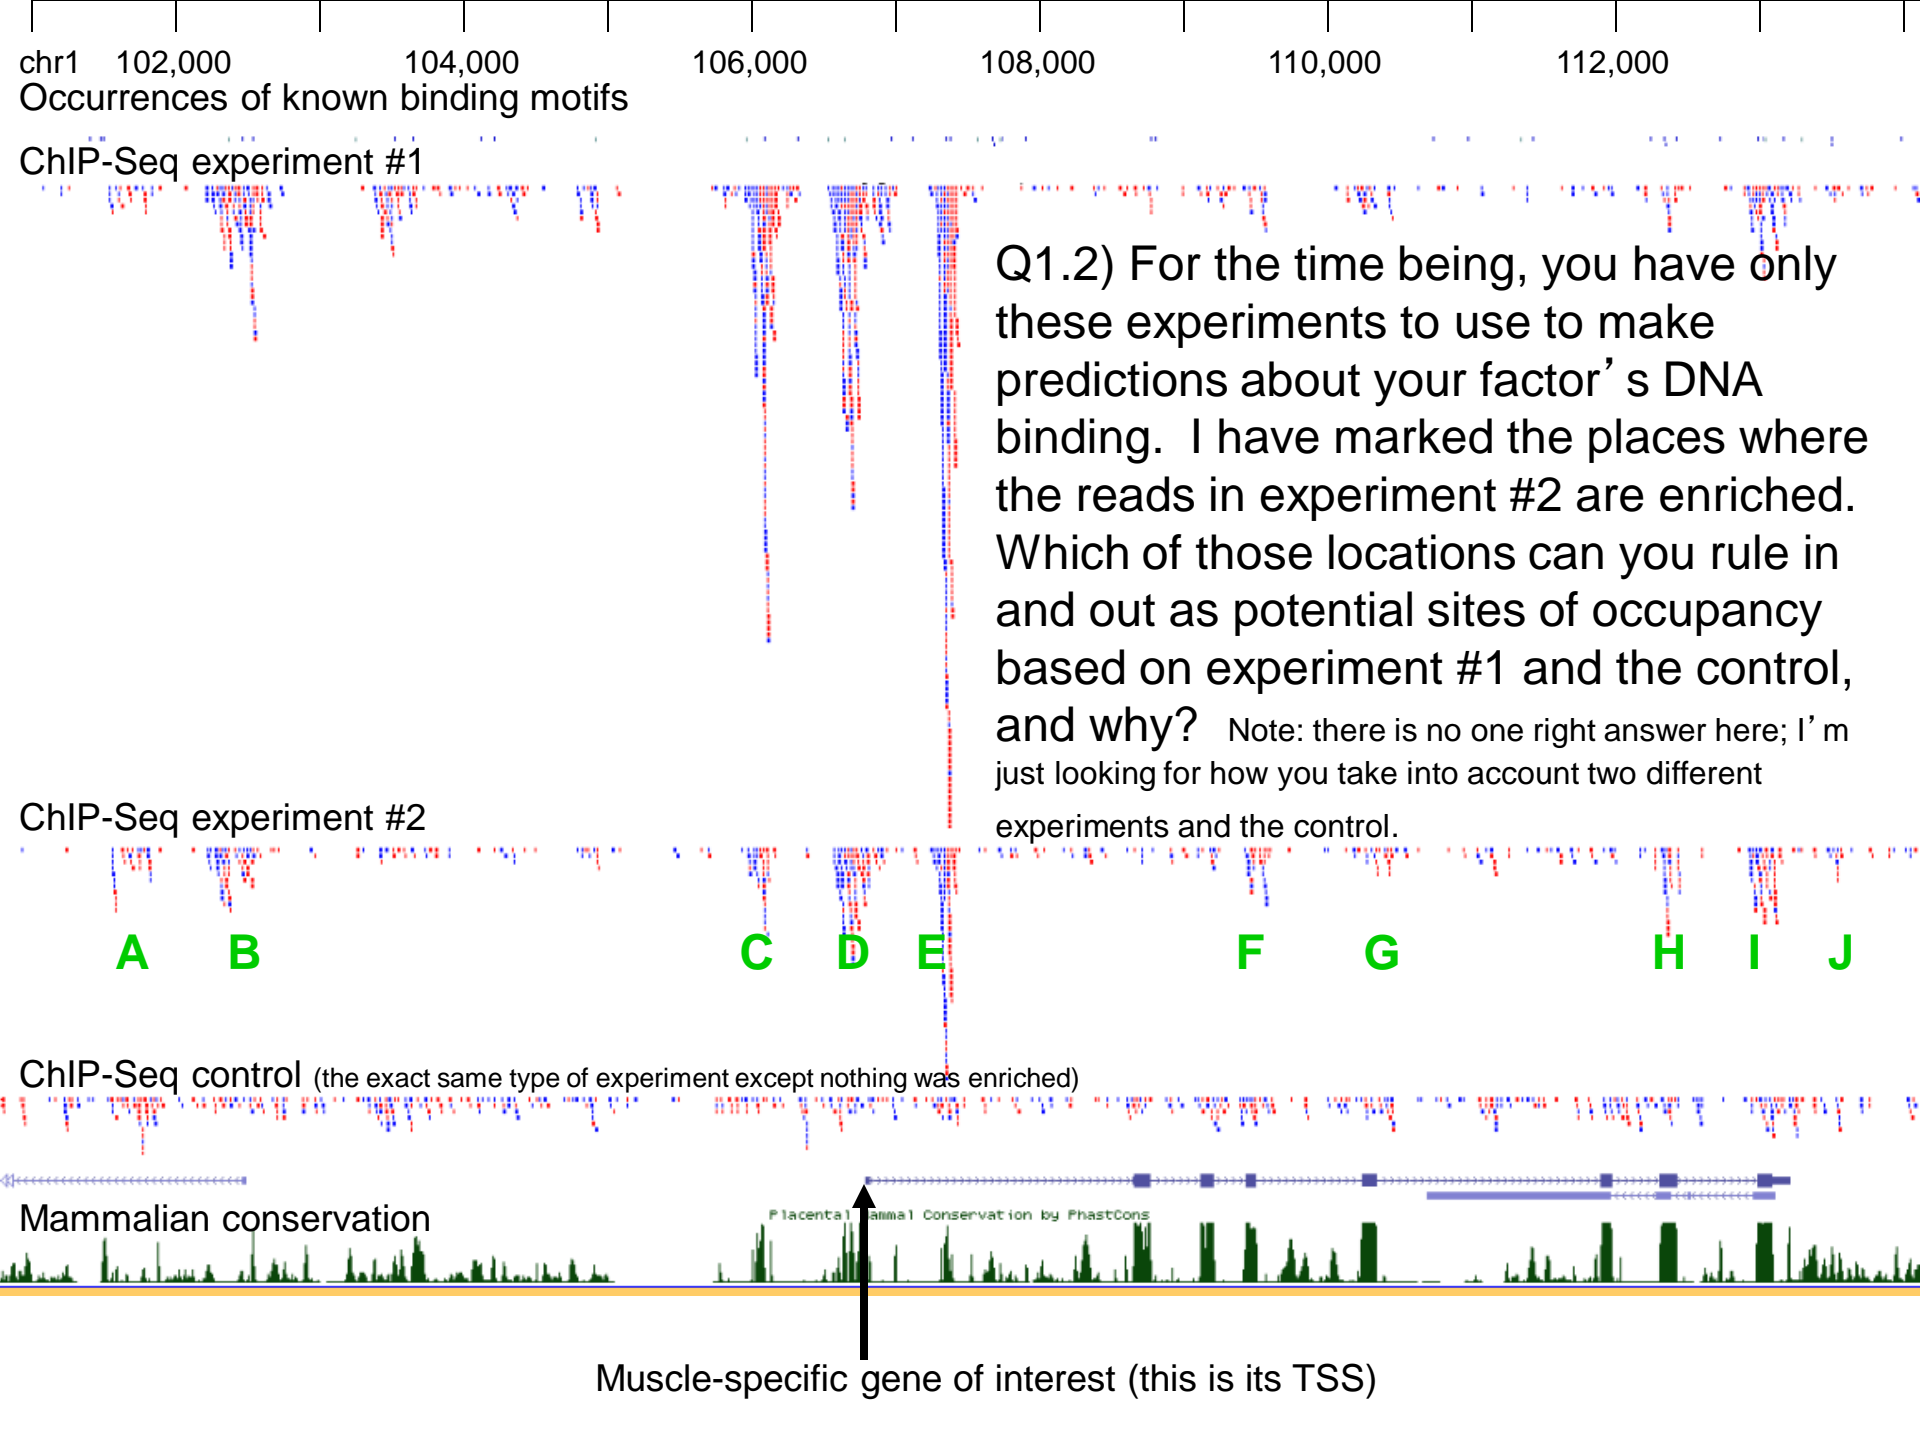 chr1 102,000 104,000 106,000 108,000 110,000 112,000
Occurrences of known binding motifs
ChIP-Seq experiment #1
Q1.2) For the time being, you have only
these experiments to use to make
predictions about your factor’s DNA
binding. I have marked the places where
the reads in experiment #2 are enriched.
Which of those locations can you rule in
and out as potential sites of occupancy
based on experiment #1 and the control,
and why? Note: there is no one right answer here; I’m
just looking for how you take into account two different
experiments and the control.
ChIP-Seq experiment #2
A B C D E F G H I J
ChIP-Seq control (the exact same type of experiment except nothing was enriched)
Mammalian conservation
Placental Mammal Conservation by PhastCons
Muscle-specific gene of interest (this is its TSS)